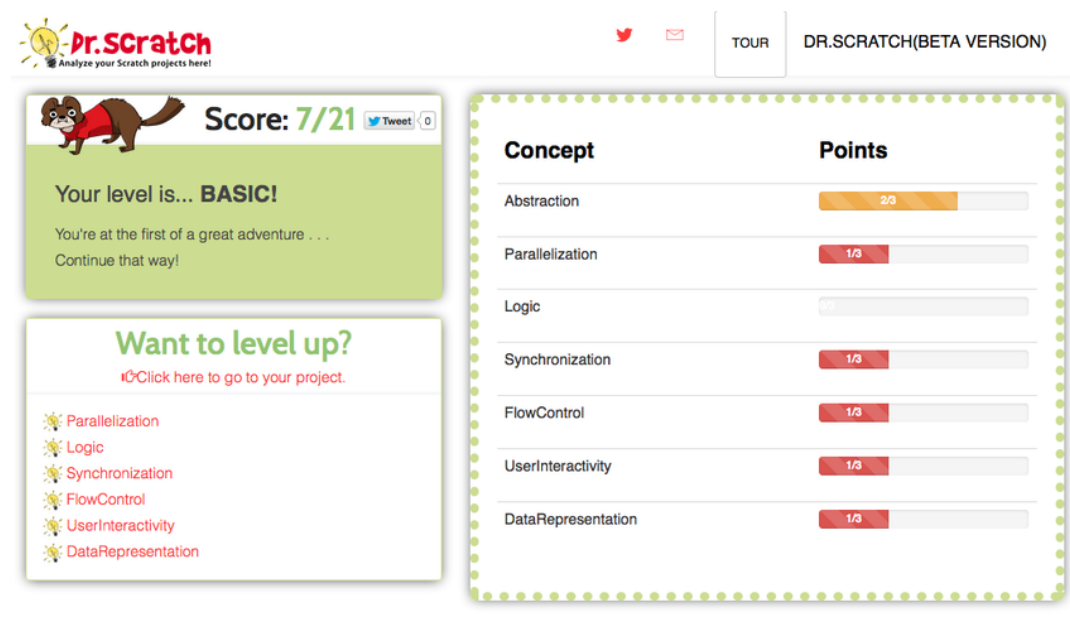 Dr.Scratch
Analyze your Scratch projects here!
TOUR
DR.SCRATCH(BETA VERSION)
Score: 7/21
Tweet
0
Your level is... BASIC!
You're at the first of a great adventure . . .
Continue that way!
Want to level up?
Click here to go to your project.
Parallelization
Logic
Synchronization
FlowControl
UserInteractivity
DataRepresentation
Concept Points
Abstraction 2/3
Parallelization 1/3
Logic 0/3
Synchronization 1/3
FlowControl 1/3
UserInteractivity 1/3
DataRepresentation 1/3